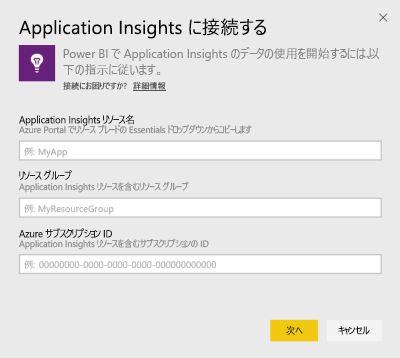 Application Insights に接続する
Power BI で Application Insights のデータの使用を開始するには、以
下の指示に従います。
接続にお困りですか? 詳細情報
Application Insights リソース名
Azure Portal でリソース ブレードの Essentials ドロップダウンからコピーします
例: MyApp
リソース グループ
Application Insights リソースを含むリソース グループ
例: MyResourceGroup
Azure サブスクリプション ID
Application Insights リソースを含むサブスクリプションの ID
例: 00000000-0000-0000-0000-000000000000
次へ キャンセル